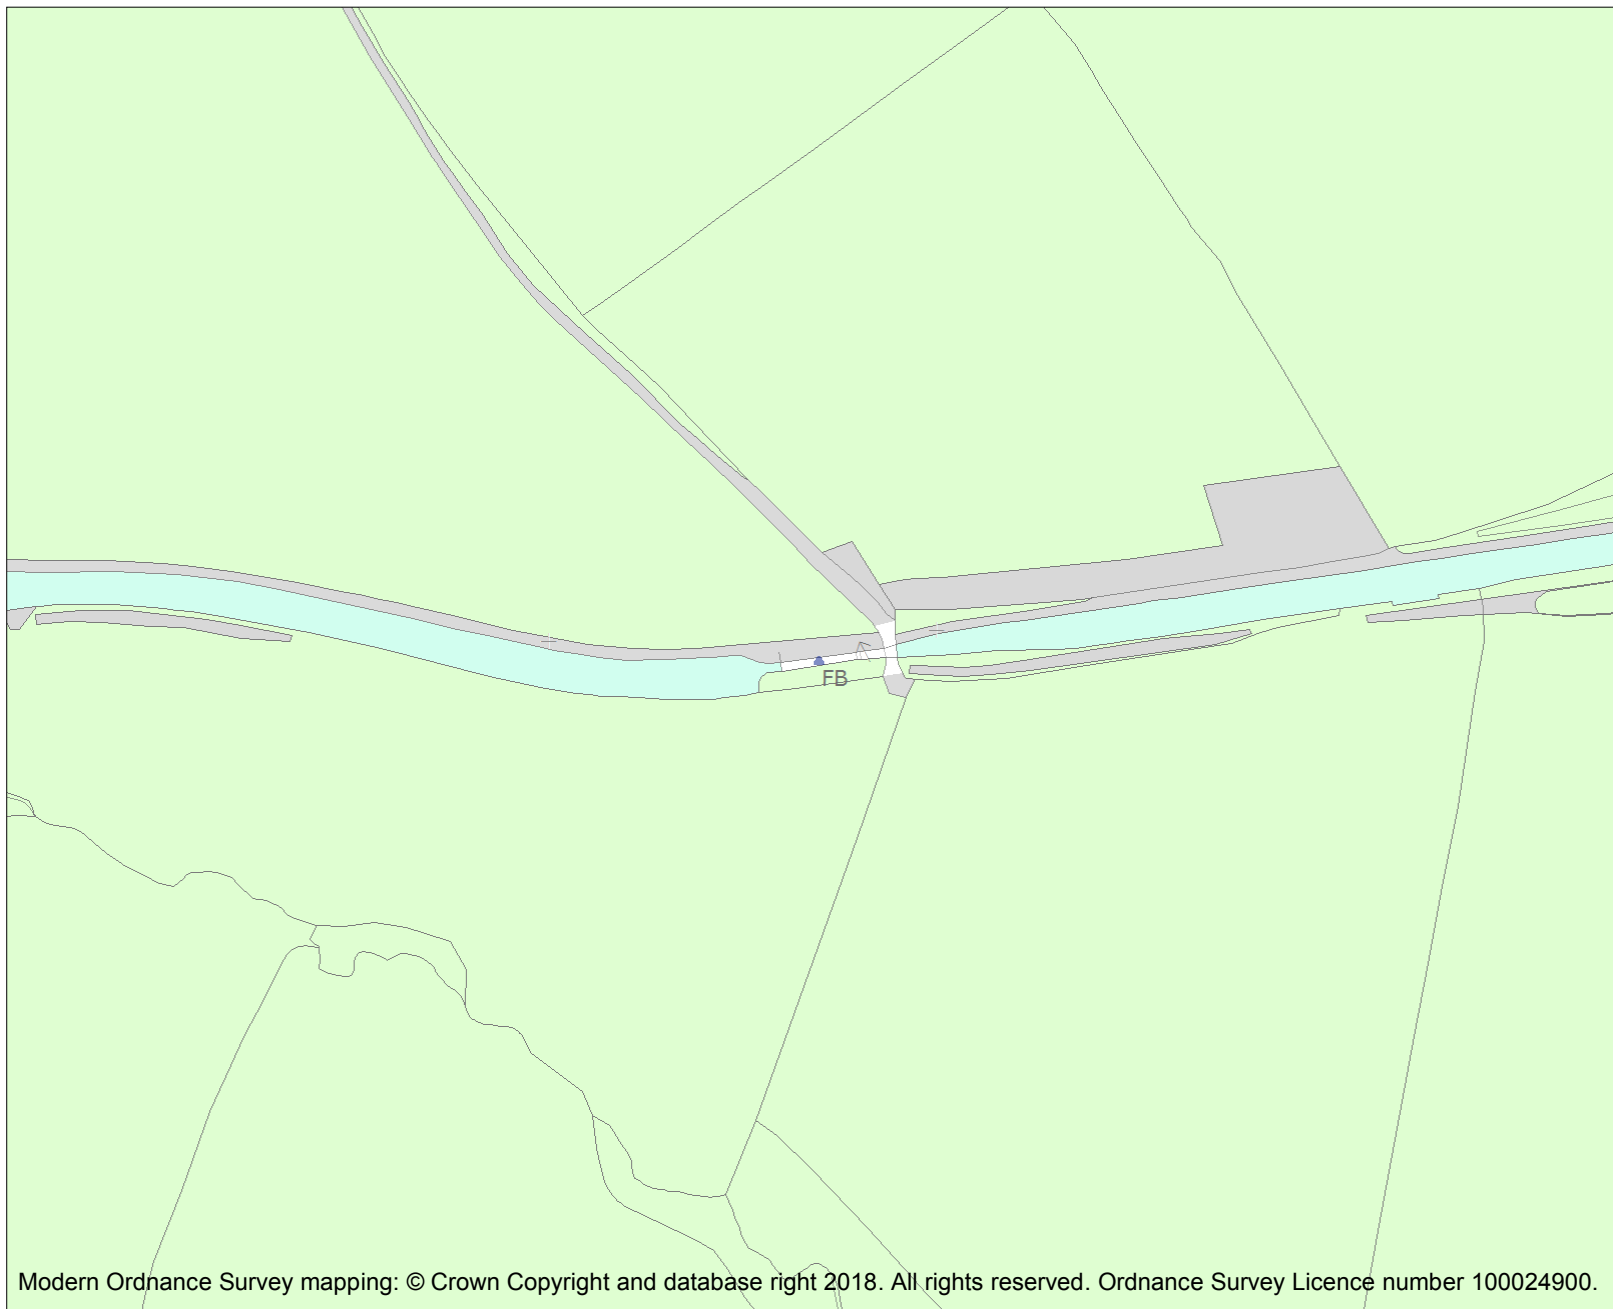 FB
Modern Ordnance Survey mapping: © Crown Copyright and database right 2018. All rights reserved. Ordnance Survey Licence number 100024900.